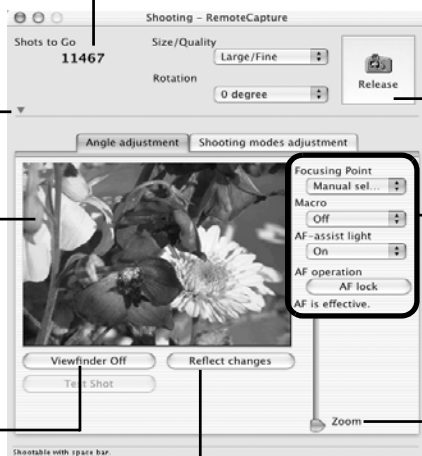 Shooting – RemoteCapture
Shots to Go
11467
Size/Quality
Large/Fine
Rotation
0 degree
Release
Angle adjustment
Shooting modes adjustment
Focusing Point
Manual sel...
Macro
Off
AF-assist light
On
AF operation
AF lock
AF is effective.
Viewfinder Off
Reflect changes
Test Shot
Zoom
Shootable with space bar.